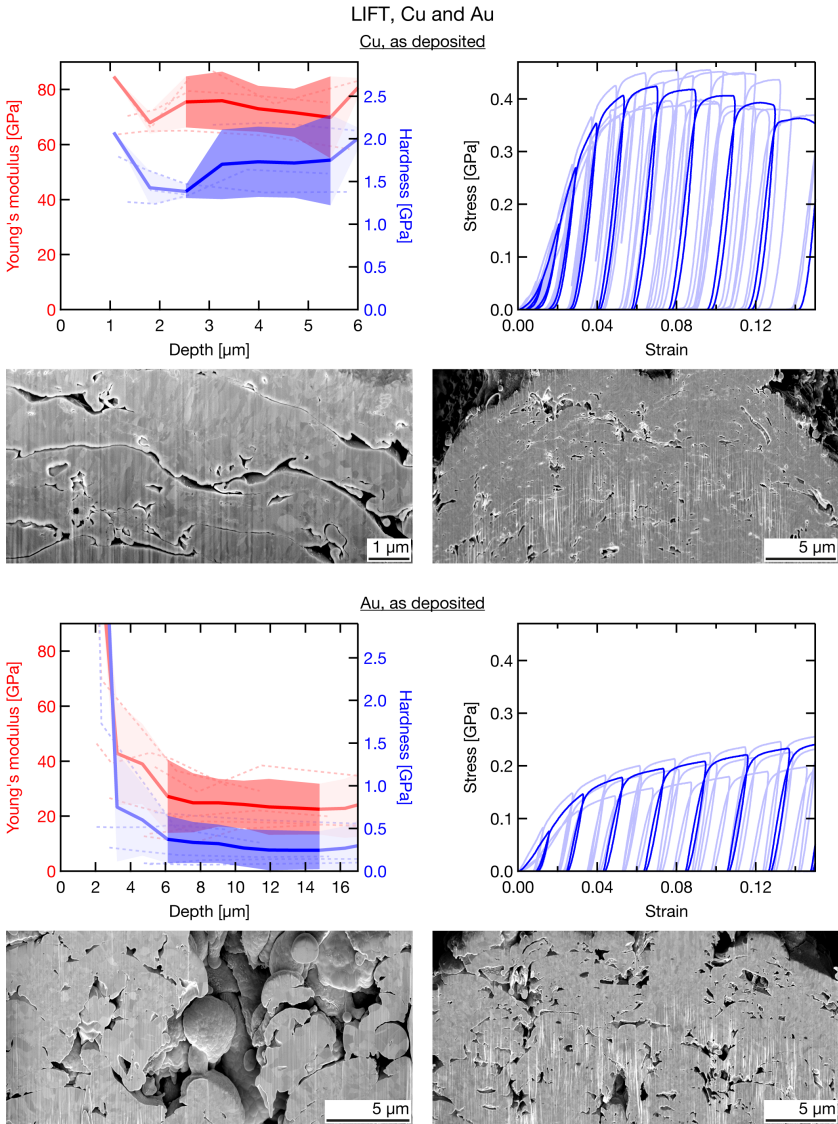 LIFT, Cu and Au
Cu, as deposited
Young's modulus [GPa]
80
60
40
20
0
2.5
2.0
1.5
1.0
0.5
0.0
Hardness [GPa]
0 1 2 3 4 5 6
Depth [µm]
Stress [GPa]
0.4
0.3
0.2
0.1
0.0
0.00 0.04 0.08 0.12
Strain
1 µm
5 µm
Au, as deposited
Young's modulus [GPa]
80
60
40
20
0
2.5
2.0
1.5
1.0
0.5
0.0
Hardness [GPa]
0 2 4 6 8 10 12 14 16
Depth [µm]
Stress [GPa]
0.4
0.3
0.2
0.1
0.0
0.00 0.04 0.08 0.12
Strain
5 µm
5 µm